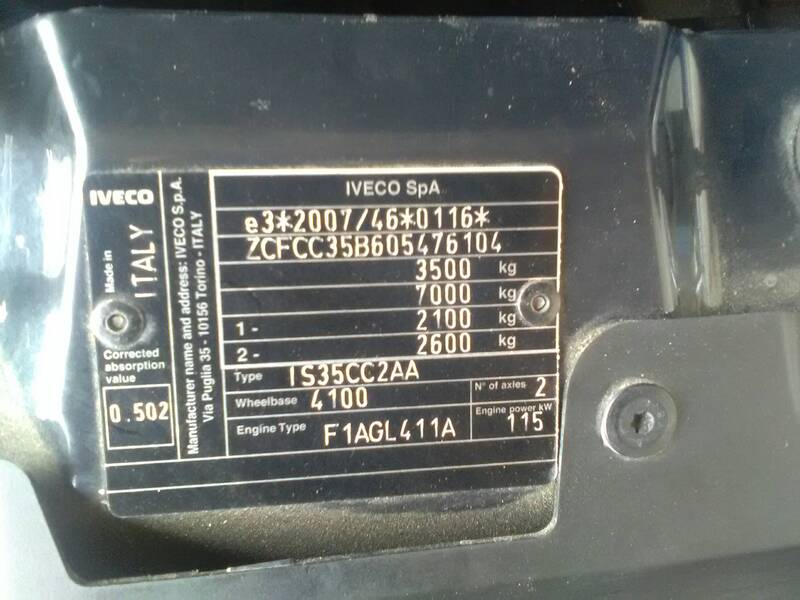 IVECO
Made in
ITALY
Corrected
absorption
value
0.502
Manufacturer name and address: IVECO S.p.A.
Via Puglia 35 - 10156 Torino - ITALY
IVECO SpA
e3*2007/46*0116*
ZCFCC35B605476104
3500 kg
7000 kg
1- 2100 kg
2- 2600 kg
Type IS35CC2AA
Wheelbase 4100
N° of axles 2
Engine Type F1AGL411A
Engine power kW
115